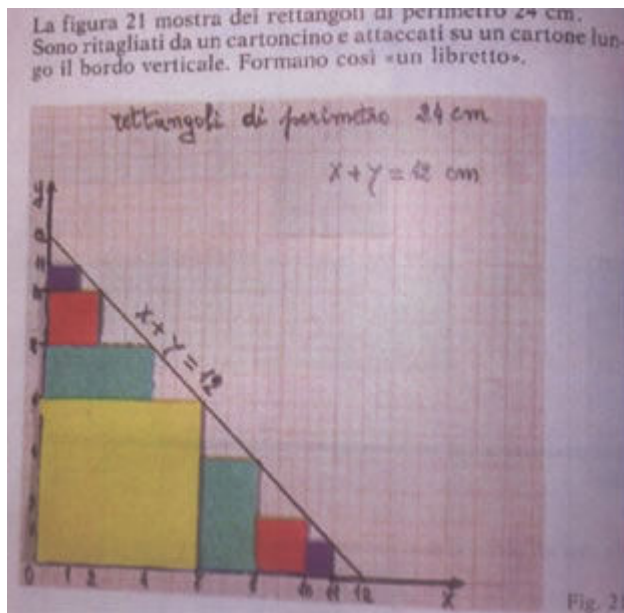 La figura 21 mostra dei rettangoli di perimetro 24 cm.
Sono ritagliati da un cartoncino e attaccati su un cartone lun-
go il bordo verticale. Formano così «un libretto».
rettangoli di perimetro 24 cm
x + y = 12 cm
y
x + y = 12
0 1 2 4 8 10 11 12
x
Fig. 21